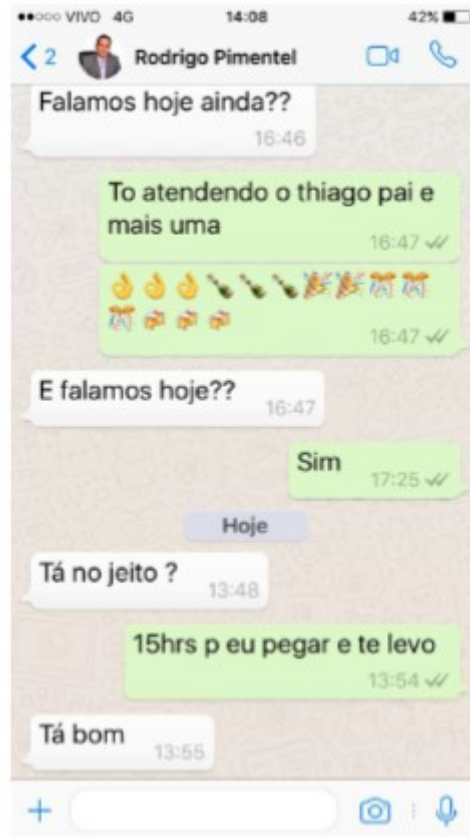 VIVO 4G 14:08 42%
2 Rodrigo Pimentel
Falamos hoje ainda??
16:46
To atendendo o thiago pai e
mais uma
16:47
👌👌👌🍾🍾🍾🎉🎉🎊🎊
🎊
16:47
E falamos hoje??
16:47
Sim
17:25
Hoje
Tá no jeito ?
13:48
15hrs p eu pegar e te levo
13:54
Tá bom
13:55